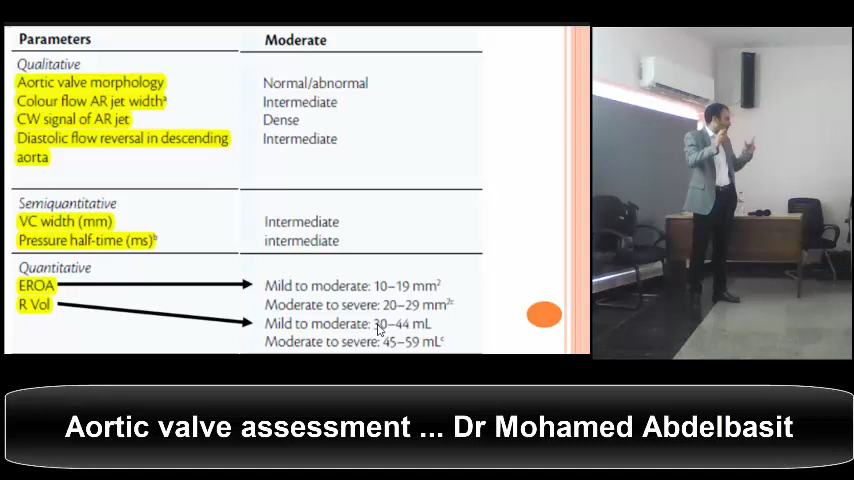 Parameters Moderate
Qualitative
Aortic valve morphology Normal/abnormal
Colour flow AR jet widthᵃ Intermediate
CW signal of AR jet Dense
Diastolic flow reversal in descending Intermediate
aorta
Semiquantitative
VC width (mm) Intermediate
Pressure half-time (ms)ᵇ intermediate
Quantitative
EROA Mild to moderate: 10–19 mm²
R Vol Moderate to severe: 20–29 mm²ᶜ
Mild to moderate: 30–44 mL
Moderate to severe: 45–59 mLᶜ
Aortic valve assessment ... Dr Mohamed Abdelbasit